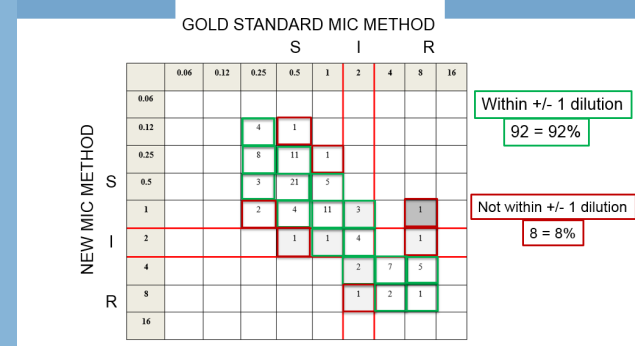 GOLD STANDARD MIC METHOD
S I R
0.06 0.12 0.25 0.5 1 2 4 8 16
0.06
0.12 4 1
0.25 8 11 1
0.5 3 21 5
1 2 4 11 3 1
2 1 1 4 1
4 2 7 5
8 1 2 1
16
NEW MIC METHOD
S
I
R
Within +/- 1 dilution
92 = 92%
Not within +/- 1 dilution
8 = 8%